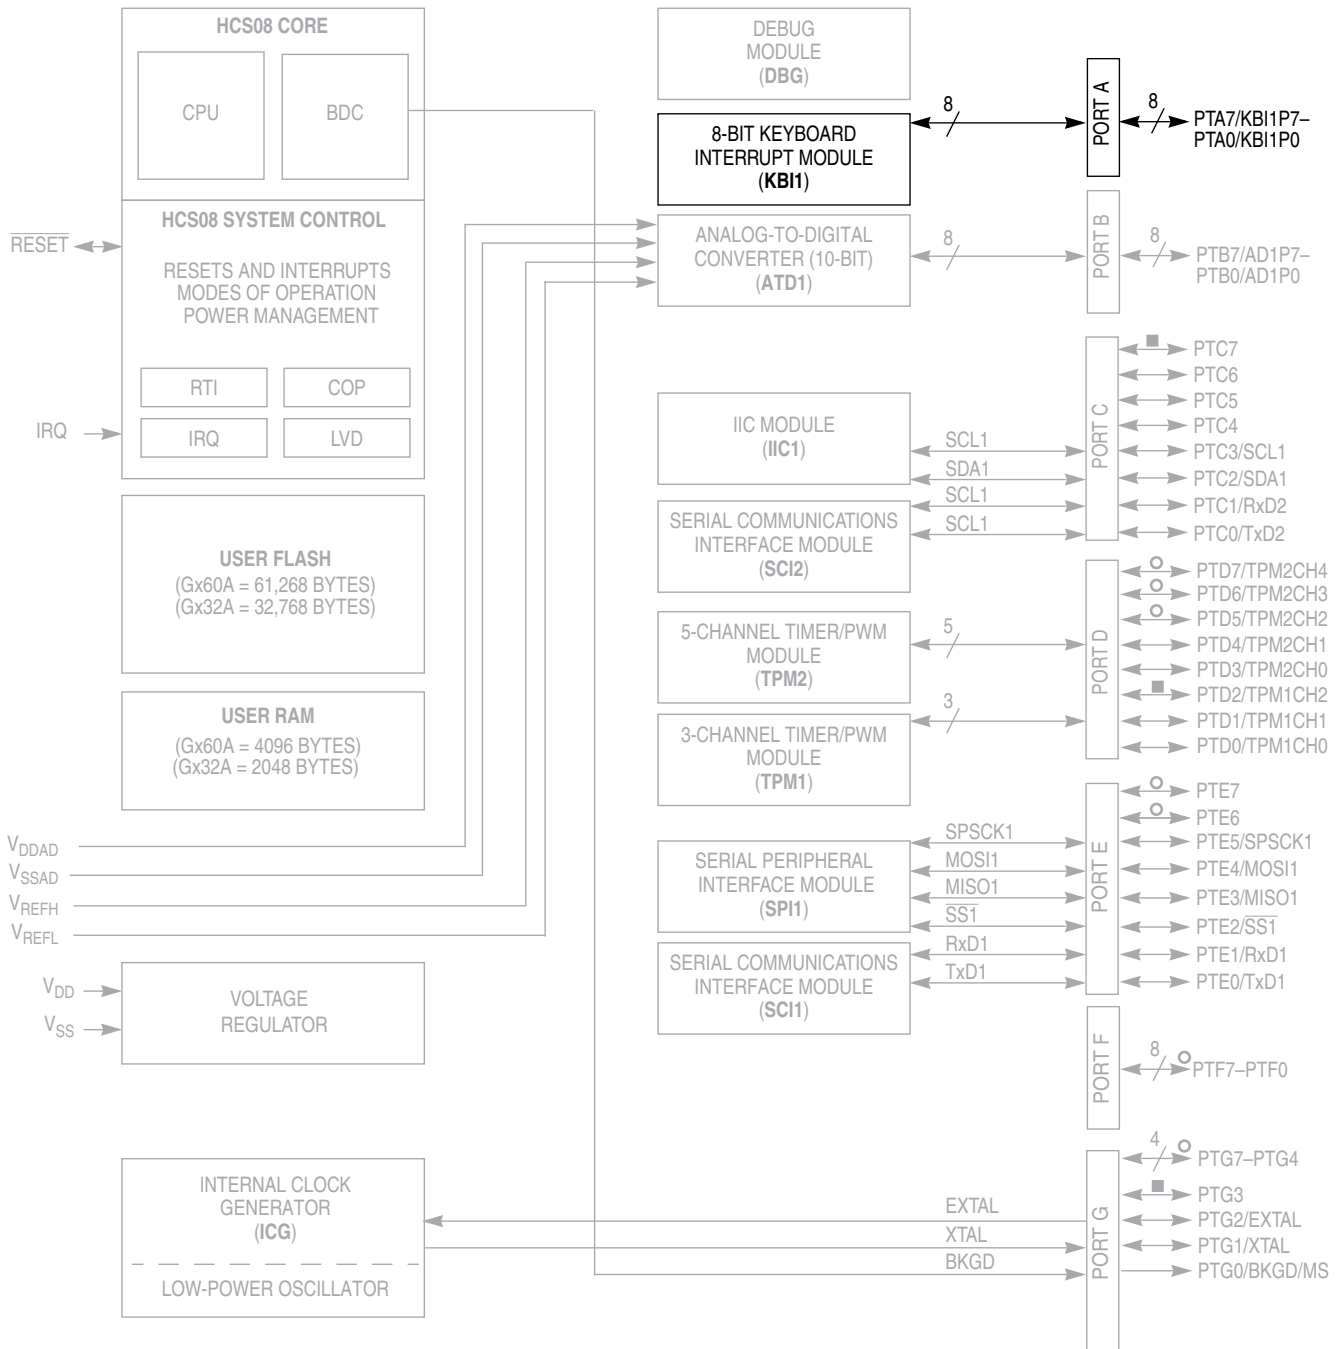 HCS08 CORE
CPU
BDC
HCS08 SYSTEM CONTROL
RESETS AND INTERRUPTS
MODES OF OPERATION
POWER MANAGEMENT
RTI
COP
IRQ
LVD
RESET
IRQ
USER FLASH
(Gx60A = 61,268 BYTES)
(Gx32A = 32,768 BYTES)
USER RAM
(Gx60A = 4096 BYTES)
(Gx32A = 2048 BYTES)
VDDAD
VSSAD
VREFH
VREFL
VDD
VSS
VOLTAGE
REGULATOR
INTERNAL CLOCK
GENERATOR
(ICG)
LOW-POWER OSCILLATOR
DEBUG
MODULE
(DBG)
8-BIT KEYBOARD
INTERRUPT MODULE
(KBI1)
8
PORT A
8
PTA7/KBI1P7–
PTA0/KBI1P0
ANALOG-TO-DIGITAL
CONVERTER (10-BIT)
(ATD1)
8
PORT B
8
PTB7/AD1P7–
PTB0/AD1P0
IIC MODULE
(IIC1)
SCL1
SDA1
SERIAL COMMUNICATIONS
INTERFACE MODULE
(SCI2)
SCL1
SCL1
PORT C
PTC7
PTC6
PTC5
PTC4
PTC3/SCL1
PTC2/SDA1
PTC1/RxD2
PTC0/TxD2
5-CHANNEL TIMER/PWM
MODULE
(TPM2)
5
3-CHANNEL TIMER/PWM
MODULE
(TPM1)
3
PORT D
PTD7/TPM2CH4
PTD6/TPM2CH3
PTD5/TPM2CH2
PTD4/TPM2CH1
PTD3/TPM2CH0
PTD2/TPM1CH2
PTD1/TPM1CH1
PTD0/TPM1CH0
SERIAL PERIPHERAL
INTERFACE MODULE
(SPI1)
SPSCK1
MOSI1
MISO1
SS1
SERIAL COMMUNICATIONS
INTERFACE MODULE
(SCI1)
RxD1
TxD1
PORT E
PTE7
PTE6
PTE5/SPSCK1
PTE4/MOSI1
PTE3/MISO1
PTE2/SS1
PTE1/RxD1
PTE0/TxD1
PORT F
8
PTF7–PTF0
EXTAL
XTAL
BKGD
PORT G
4
PTG7–PTG4
PTG3
PTG2/EXTAL
PTG1/XTAL
PTG0/BKGD/MS